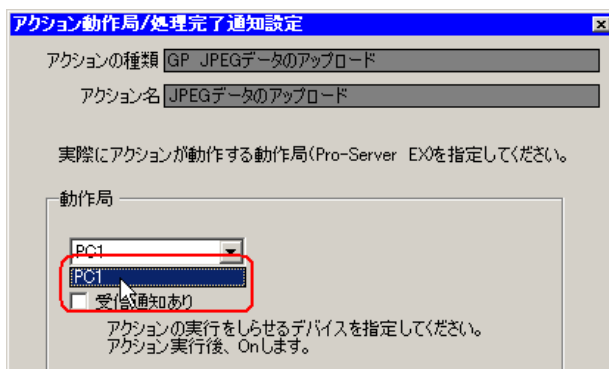 アクション動作局/処理完了通知設定
アクションの種類 GP JPEGデータのアップロード
アクション名 JPEGデータのアップロード
実際にアクションが動作する動作局(Pro-Server EX)を指定してください。
動作局
PC1
PC1
受信通知あり
アクションの実行をしらせるデバイスを指定してください。
アクション実行後、Onします。